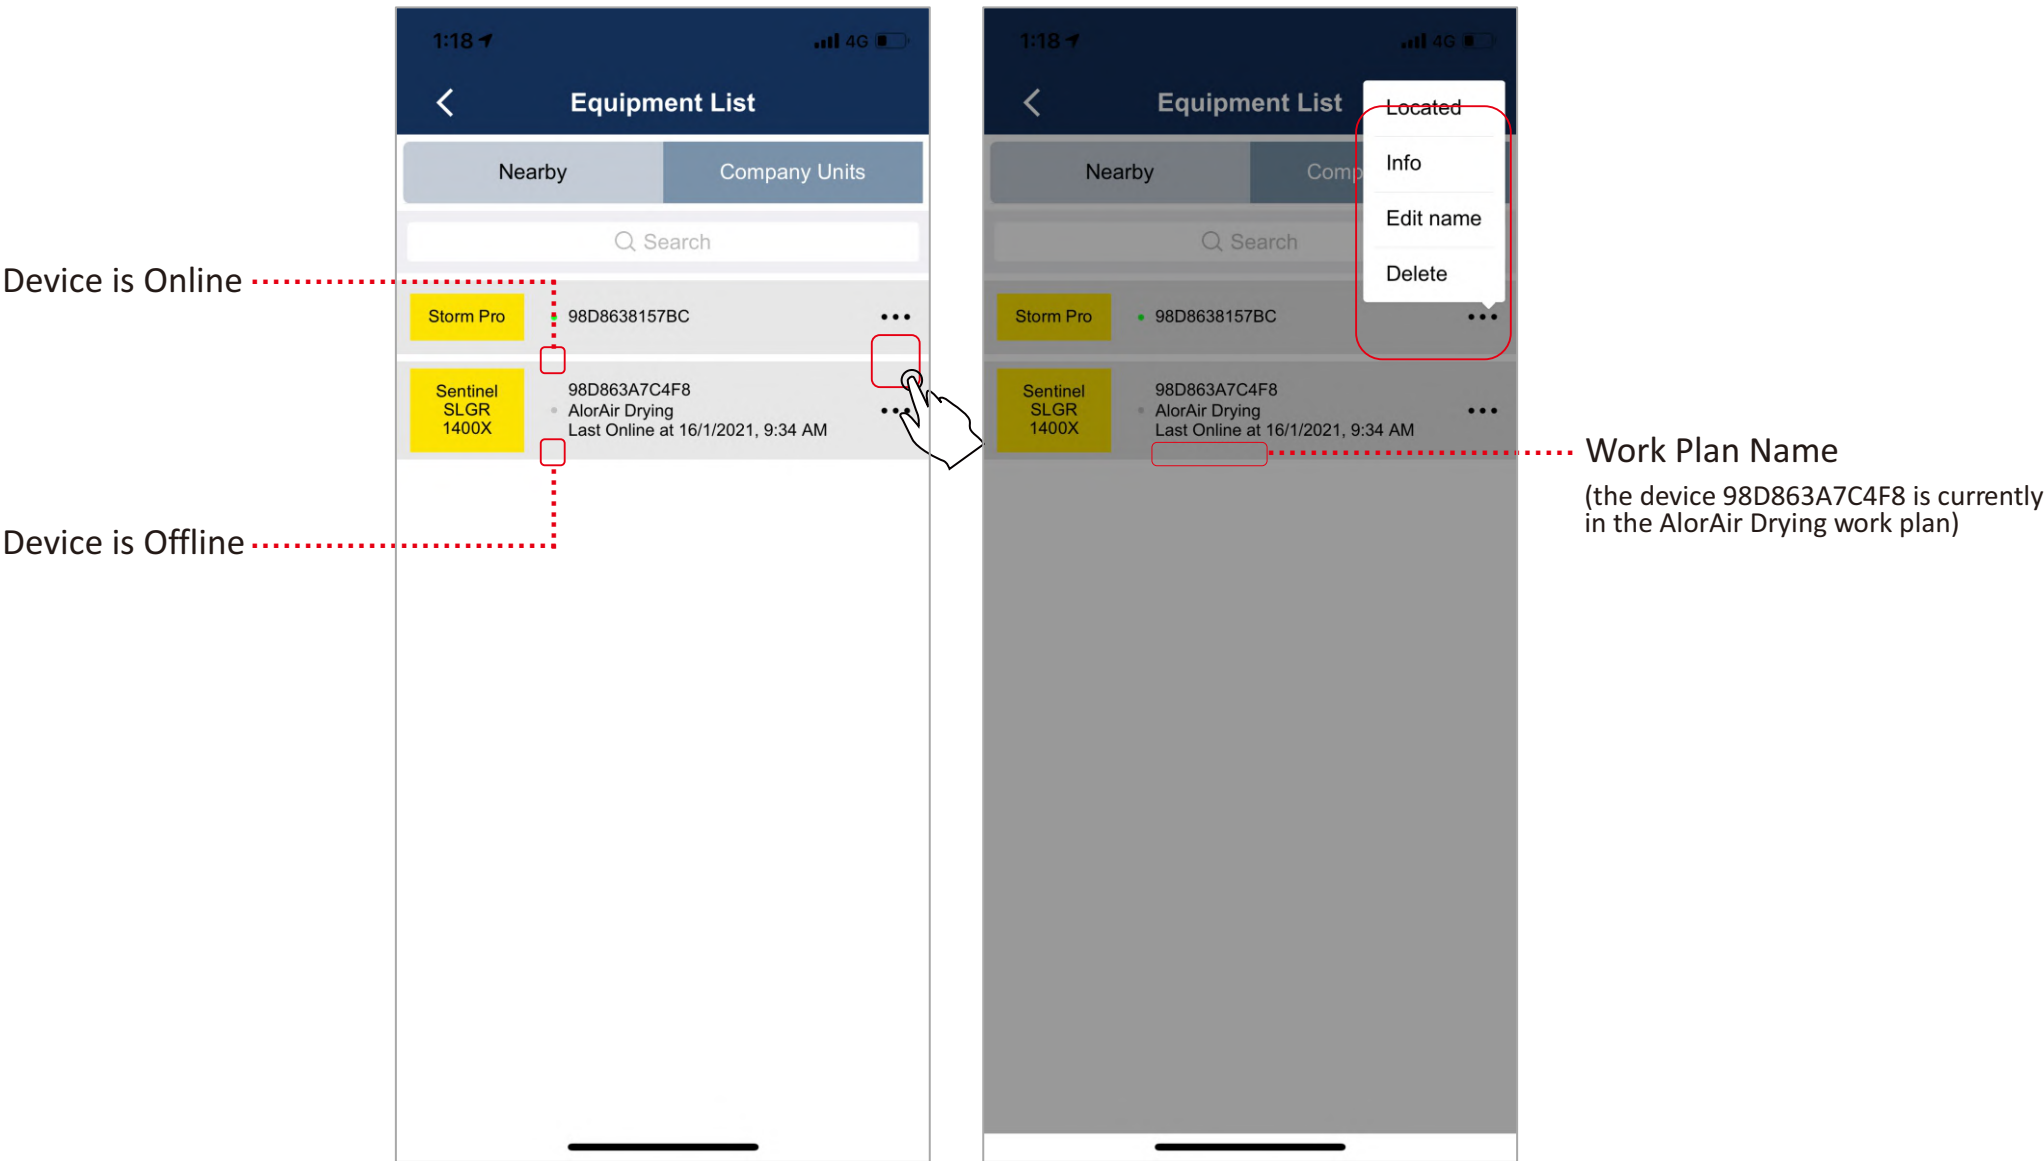 Device is Online
Device is Offline
1:18
4G
Equipment List
Nearby
Company Units
Search
Storm Pro
98D8638157BC
Sentinel
SLGR
1400X
98D863A7C4F8
AlorAir Drying
Last Online at 16/1/2021, 9:34 AM
1:18
4G
Equipment List
Located
Info
Edit name
Delete
Nearby
Comp
Search
Storm Pro
98D8638157BC
Sentinel
SLGR
1400X
98D863A7C4F8
AlorAir Drying
Last Online at 16/1/2021, 9:34 AM
Work Plan Name
(the device 98D863A7C4F8 is currently
in the AlorAir Drying work plan)